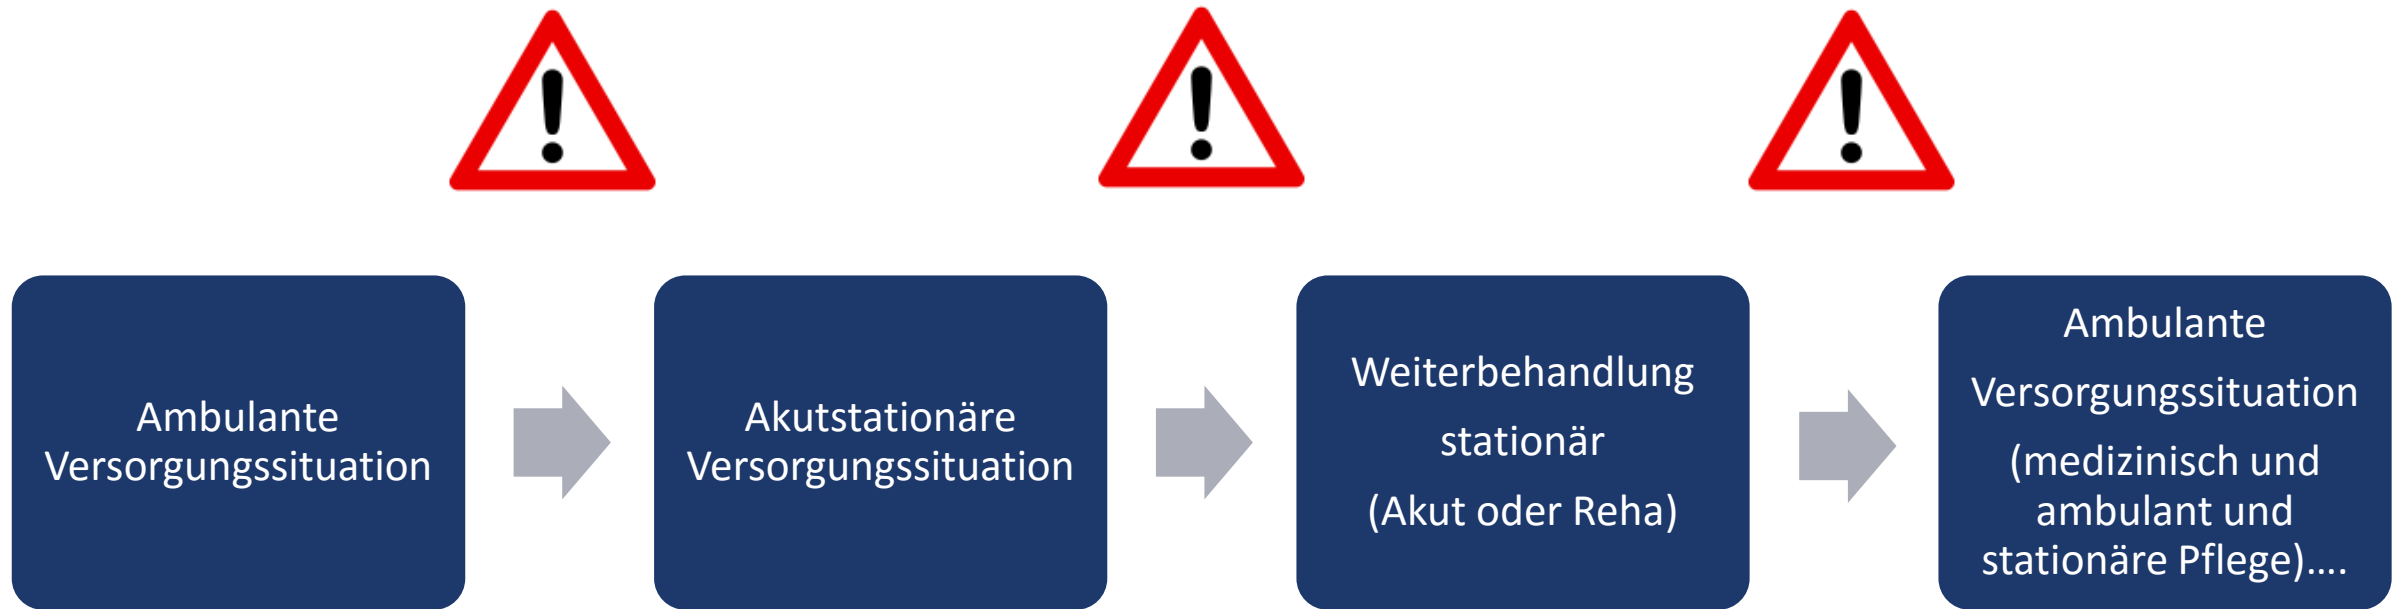 Ambulante
Versorgungssituation
Akutstationäre
Versorgungssituation
Weiterbehandlung
stationär
(Akut oder Reha)
Ambulante
Versorgungssituation
(medizinisch und
ambulant und
stationäre Pflege)….